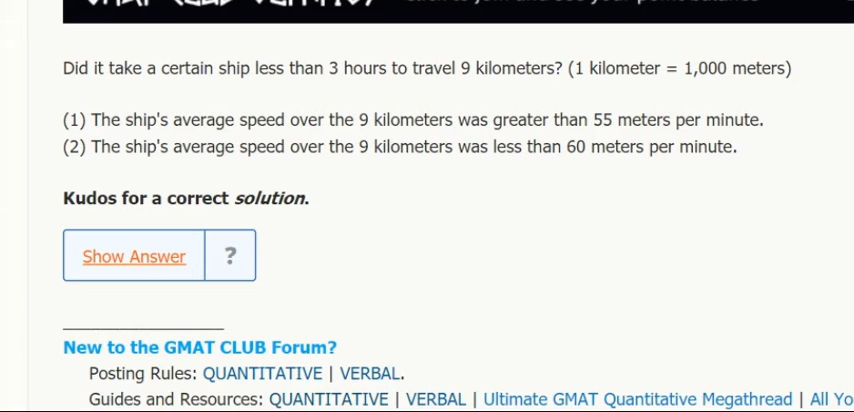 Did it take a certain ship less than 3 hours to travel 9 kilometers? (1 kilometer = 1,000 meters)
(1) The ship's average speed over the 9 kilometers was greater than 55 meters per minute.
(2) The ship's average speed over the 9 kilometers was less than 60 meters per minute.
Kudos for a correct solution.
Show Answer ?
New to the GMAT CLUB Forum?
Posting Rules: QUANTITATIVE | VERBAL.
Guides and Resources: QUANTITATIVE | VERBAL | Ultimate GMAT Quantitative Megathread | All Yo